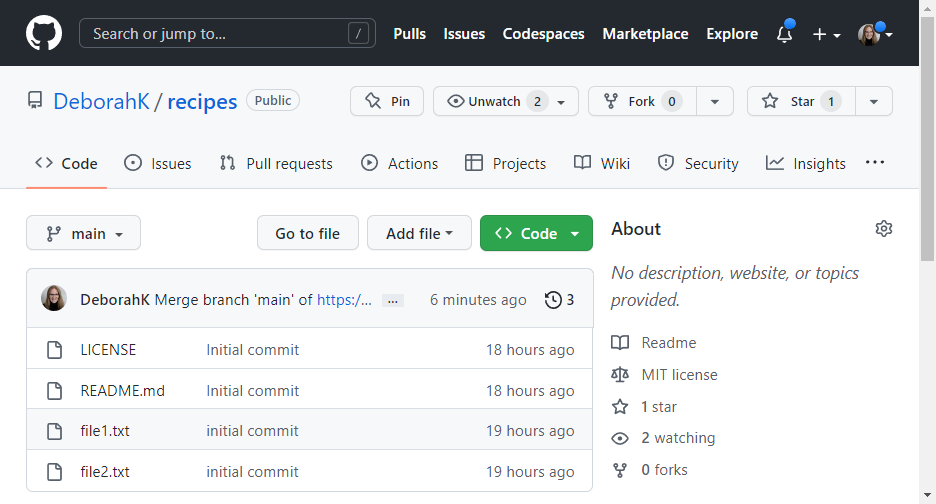 Search or jump to... / Pulls Issues Codespaces Marketplace Explore
DeborahK / recipes Public Pin Unwatch 2 Fork 0 Star 1
Code Issues Pull requests Actions Projects Wiki Security Insights ...
main Go to file Add file Code
DeborahK Merge branch 'main' of https:/... ... 6 minutes ago 3
LICENSE Initial commit 18 hours ago
README.md Initial commit 18 hours ago
file1.txt initial commit 19 hours ago
file2.txt initial commit 19 hours ago
About
No description, website, or topics
provided.
Readme
MIT license
1 star
2 watching
0 forks